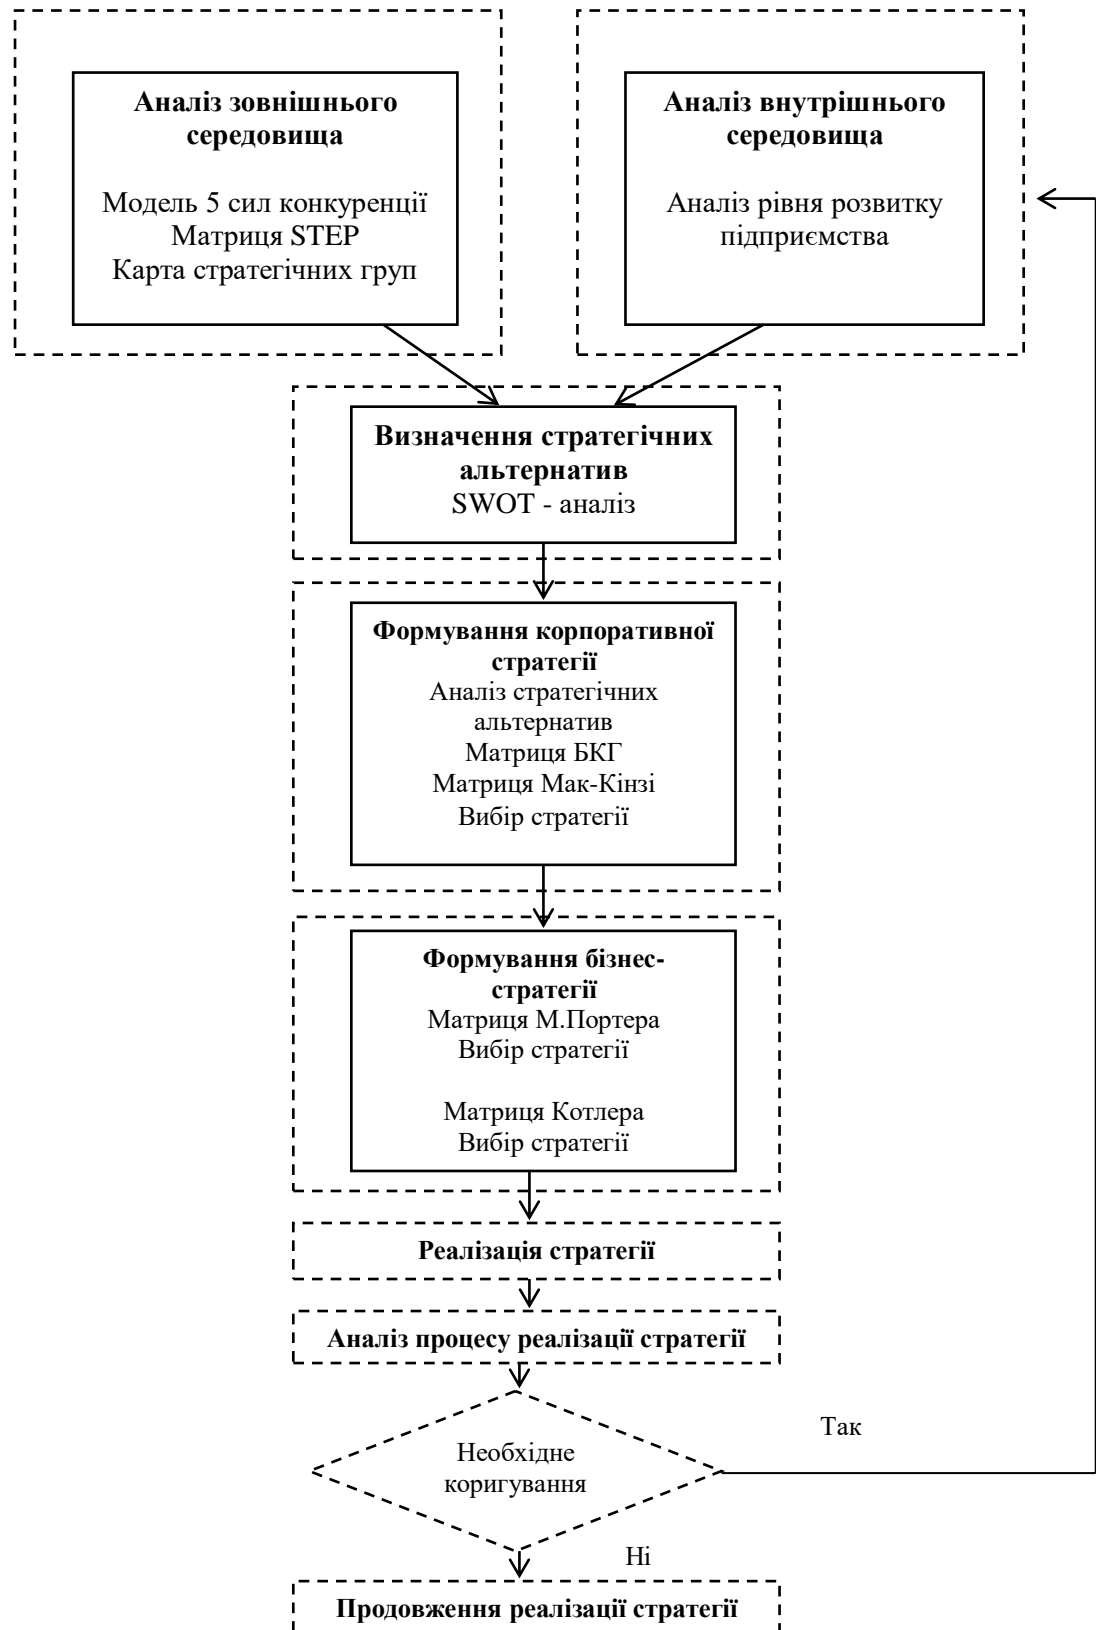 Аналіз зовнішнього
середовища
Модель 5 сил конкуренції
Матриця STEP
Карта стратегічних груп
Аналіз внутрішнього
середовища
Аналіз рівня розвитку
підприємства
Визначення стратегічних
альтернатив
SWOT - аналіз
Формування корпоративної
стратегії
Аналіз стратегічних
альтернатив
Матриця БКГ
Матриця Мак-Кінзі
Вибір стратегії
Формування бізнес-
стратегії
Матриця М.Портера
Вибір стратегії
Матриця Котлера
Вибір стратегії
Реалізація стратегії
Аналіз процесу реалізації стратегії
Необхідне
коригування
Так
Ні
Продовження реалізації стратегії